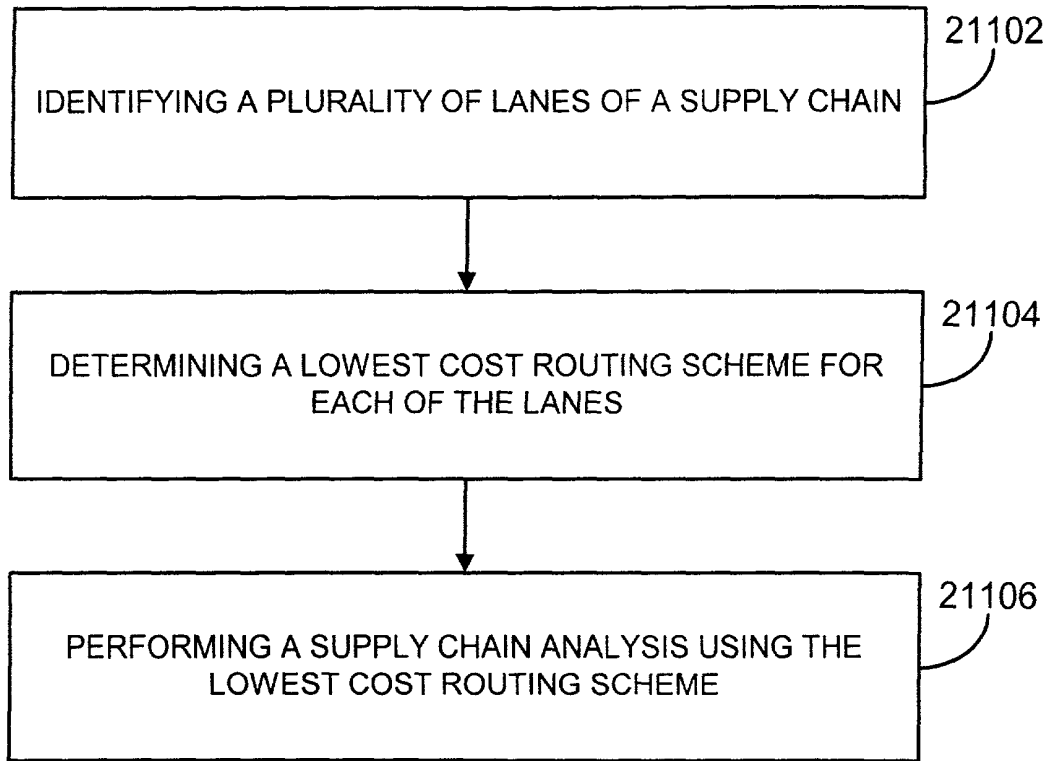 21102
IDENTIFYING A PLURALITY OF LANES OF A SUPPLY CHAIN
21104
DETERMINING A LOWEST COST ROUTING SCHEME FOR
EACH OF THE LANES
21106
PERFORMING A SUPPLY CHAIN ANALYSIS USING THE
LOWEST COST ROUTING SCHEME